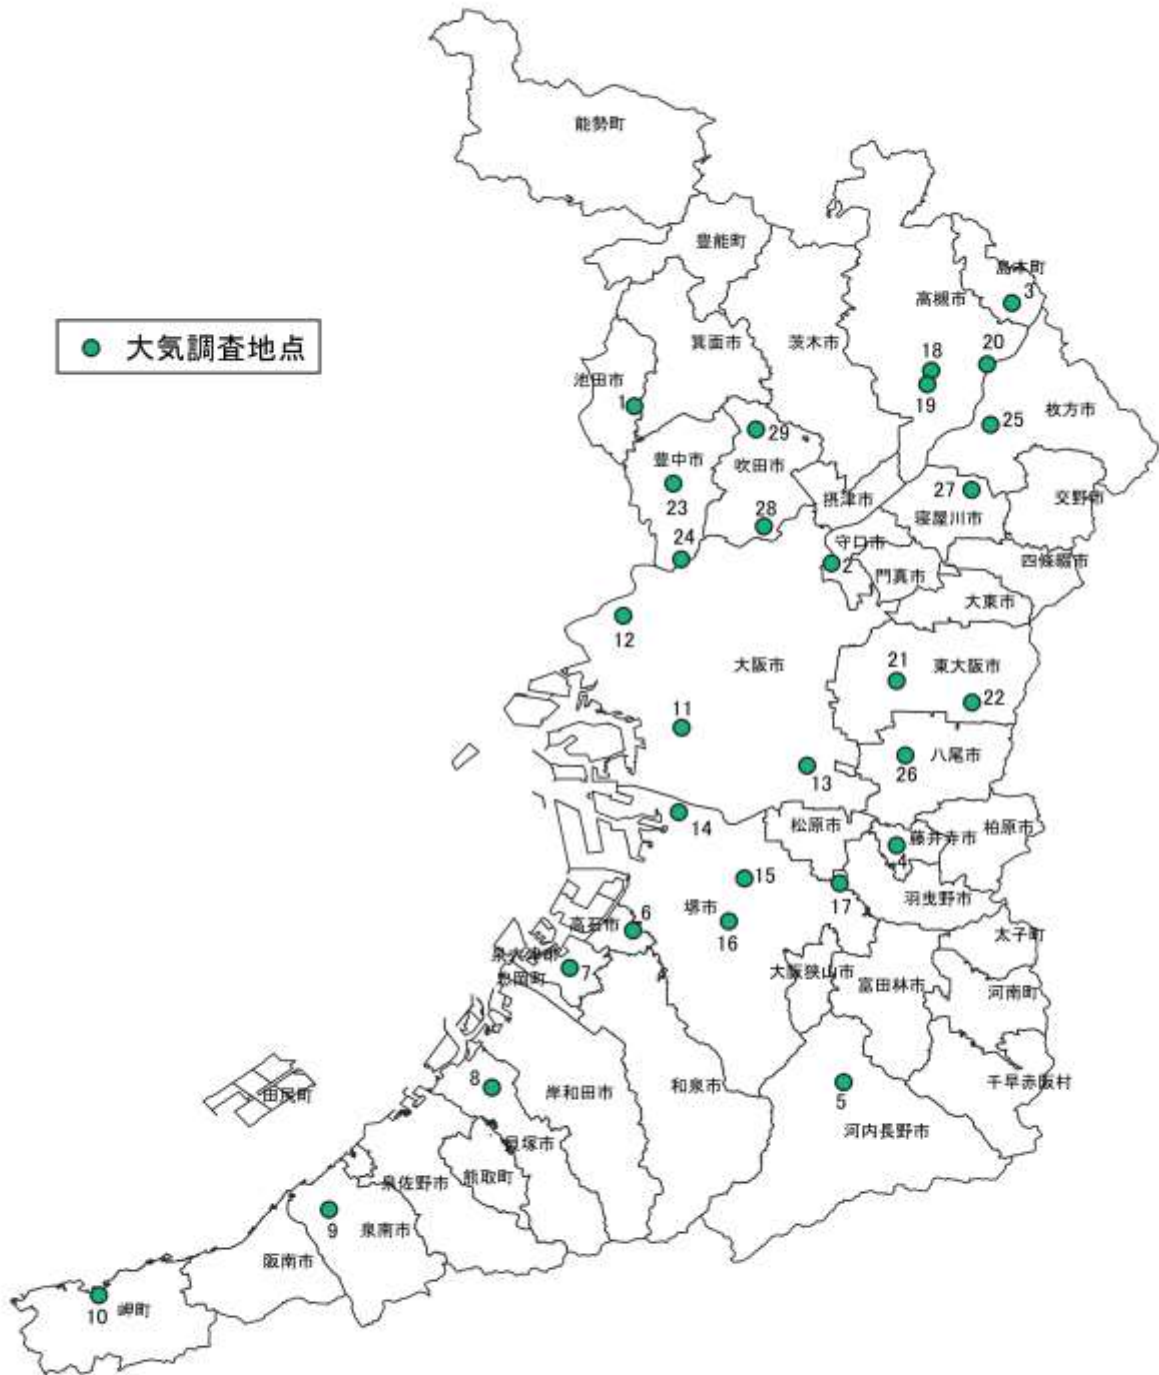 能勢町
豊能町
島本町
3
高槻市
大気調査地点
箕面市
茨木市
20
18
池田市
1
19
枚方市
25
29
豊中市
吹田市
27
摂津市
交野市
23
28
寝屋川市
24
守口市
2
門真市
四條畷市
大東市
12
大阪市
21
東大阪市
22
11
八尾市
13
26
14
松原市
藤井寺市
柏原市
4
15
17
羽曳野市
6
高石市
堺市
16
太子町
7
大阪狭山市
富田林市
河南町
8
岸和田市
和泉市
千早赤阪村
田尻町
5
河内長野市
貝塚市
熊取町
泉佐野市
9
泉南市
阪南市
10
岬町